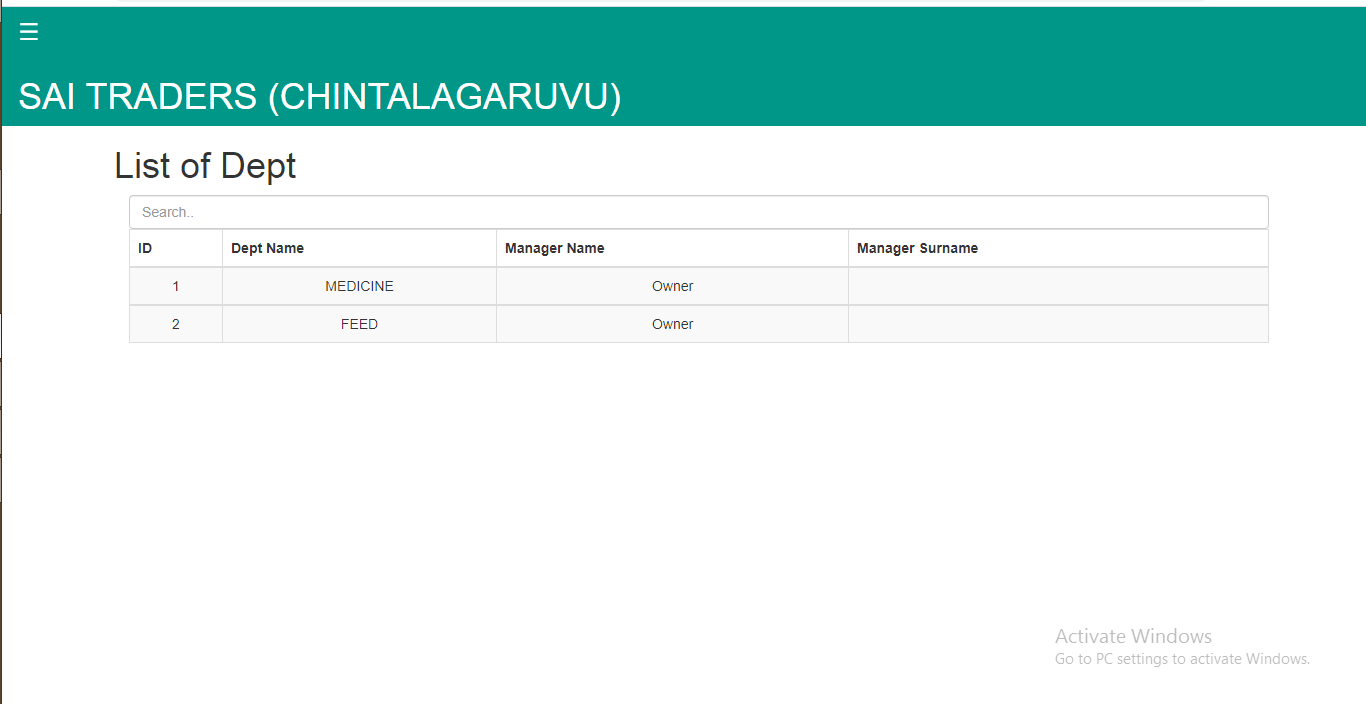 ☰
SAI TRADERS (CHINTALAGARUVU)
List of Dept
Search..
ID Dept Name Manager Name Manager Surname
1 MEDICINE Owner
2 FEED Owner
Activate Windows
Go to PC settings to activate Windows.